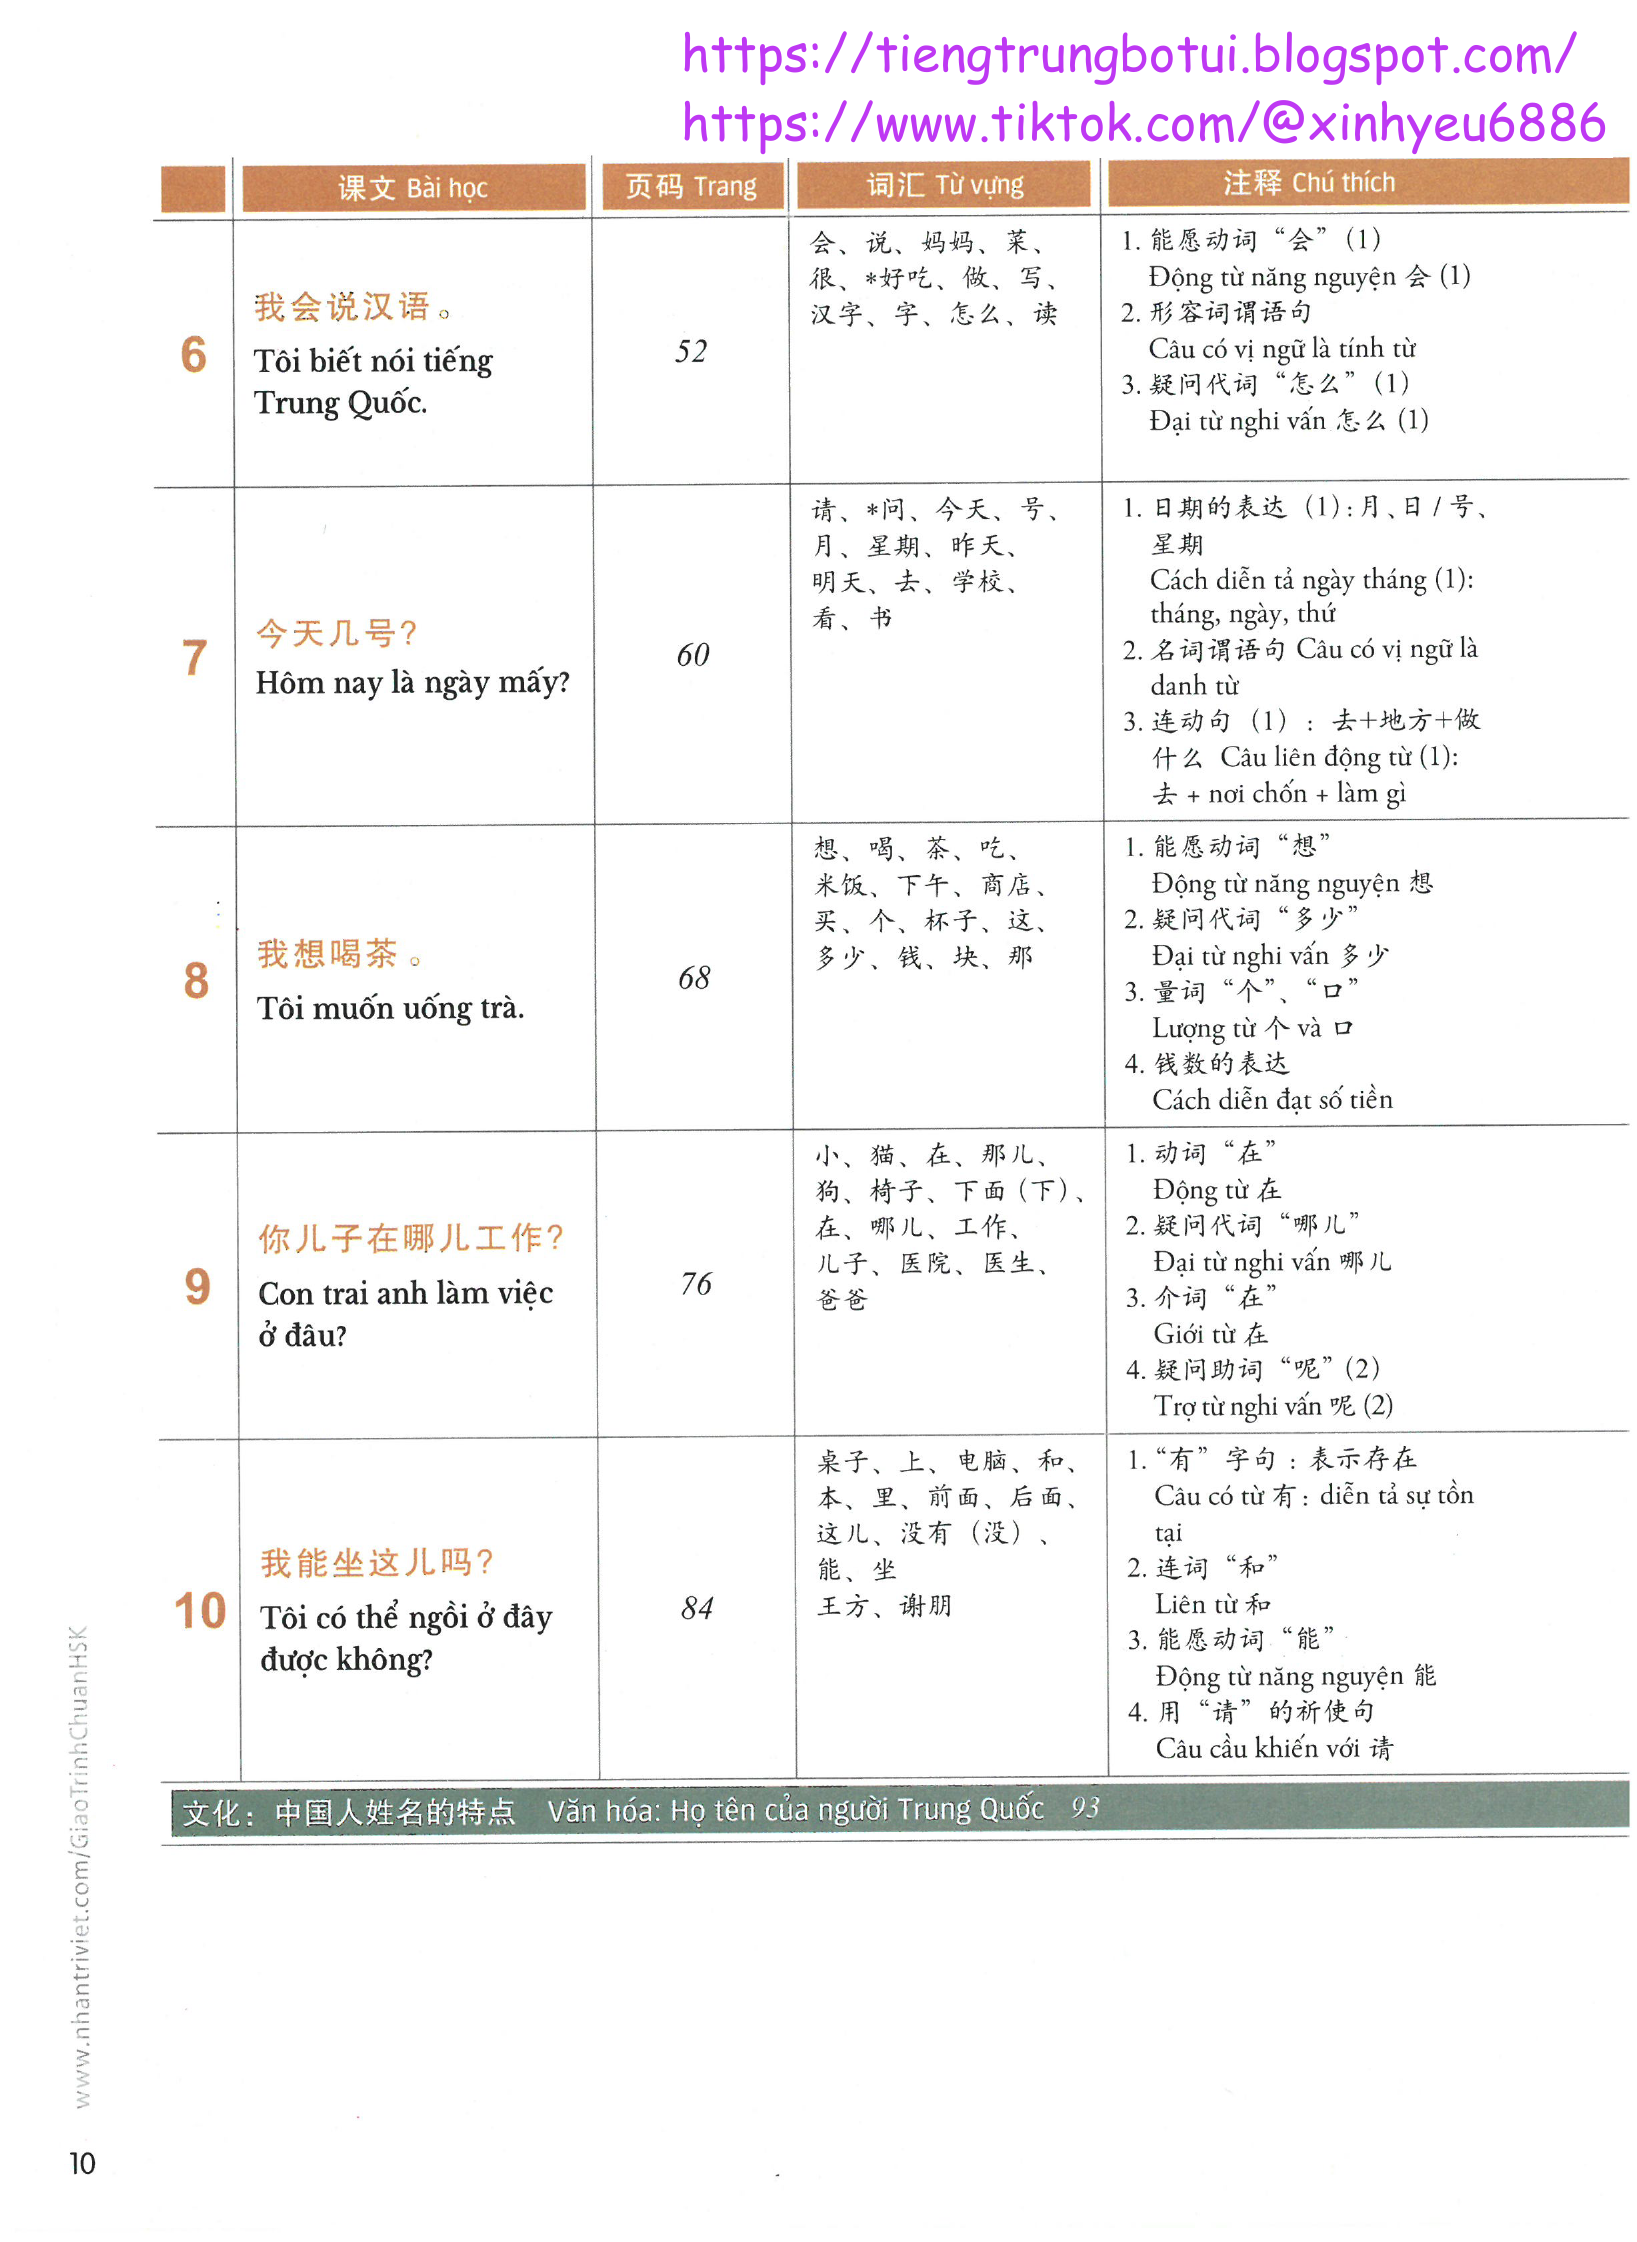 https://tiengtrungbotui.blogspot.com/
https://www.tiktok.com/@xinhyeu6886
课文 Bài học
页码 Trang
词汇 Từ vựng
注释 Chú thích
6
我会说汉语。
Tôi biết nói tiếng
Trung Quốc.
52
会、说、妈妈、菜、
很、*好吃、做、写、
汉字、字、怎么、读
1. 能愿动词“会”(1)
Động từ năng nguyện 会 (1)
2. 形容词谓语句
Câu có vị ngữ là tính từ
3. 疑问代词“怎么”(1)
Đại từ nghi vấn 怎么 (1)
7
今天几号?
Hôm nay là ngày mấy?
60
请、*问、今天、号、
月、星期、昨天、
明天、去、学校、
看、书
1. 日期的表达(1):月、日 / 号、
星期
Cách diễn tả ngày tháng (1):
tháng, ngày, thứ
2. 名词谓语句 Câu có vị ngữ là
danh từ
3. 连动句(1):去+地方+做
什么 Câu liên động từ (1):
去 + nơi chốn + làm gì
8
我想喝茶。
Tôi muốn uống trà.
68
想、喝、茶、吃、
米饭、下午、商店、
买、个、杯子、这、
多少、钱、块、那
1. 能愿动词“想”
Động từ năng nguyện 想
2. 疑问代词“多少”
Đại từ nghi vấn 多少
3. 量词“个”、“口”
Lượng từ 个 và 口
4. 钱数的表达
Cách diễn đạt số tiền
9
你儿子在哪儿工作?
Con trai anh làm việc
ở đâu?
76
小、猫、在、那儿、
狗、椅子、下面(下)、
在、哪儿、工作、
儿子、医院、医生、
爸爸
1. 动词“在”
Động từ 在
2. 疑问代词“哪儿”
Đại từ nghi vấn 哪儿
3. 介词“在”
Giới từ 在
4. 疑问助词“呢”(2)
Trợ từ nghi vấn 呢 (2)
10
我能坐这儿吗?
Tôi có thể ngồi ở đây
được không?
84
桌子、上、电脑、和、
本、里、前面、后面、
这儿、没有(没)、
能、坐
王方、谢朋
1. “有”字句:表示存在
Câu có từ 有: diễn tả sự tồn
tại
2. 连词“和”
Liên từ 和
3. 能愿动词“能”
Động từ năng nguyện 能
4. 用“请”的祈使句
Câu cầu khiến với 请
文化:中国人姓名的特点 Văn hóa: Họ tên của người Trung Quốc 93
www.nhantriviet.com/GiaoTrinhChuanHSK
10